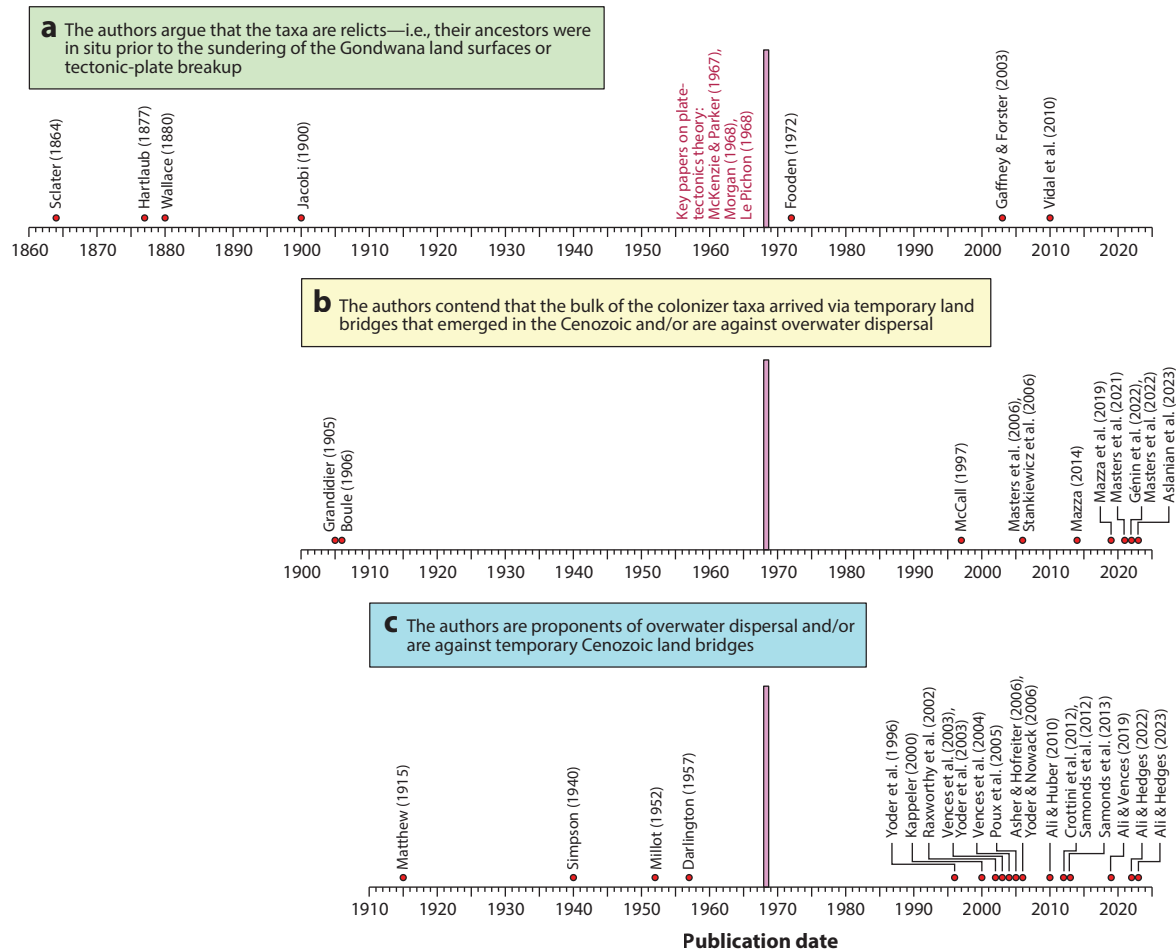 a The authors argue that the taxa are relicts—i.e., their ancestors were
in situ prior to the sundering of the Gondwana land surfaces or
tectonic-plate breakup
Sclater (1864)
Hartlaub (1877)
Wallace (1880)
Jacobi (1900)
Key papers on plate-
tectonics theory:
McKenzie & Parker (1967),
Morgan (1968),
Le Pichon (1968)
Fooden (1972)
Gaffney & Forster (2003)
Vidal et al. (2010)
1860 1870 1880 1890 1900 1910 1920 1930 1940 1950 1960 1970 1980 1990 2000 2010 2020
b The authors contend that the bulk of the colonizer taxa arrived via temporary land
bridges that emerged in the Cenozoic and/or are against overwater dispersal
Grandidier (1905)
Boule (1906)
McCall (1997)
Masters et al. (2006),
Stankiewicz et al. (2006)
Mazza (2014)
Mazza et al. (2019)
Masters et al. (2021)
Génin et al. (2022),
Masters et al. (2022)
Aslanian et al. (2023)
1900 1910 1920 1930 1940 1950 1960 1970 1980 1990 2000 2010 2020
c The authors are proponents of overwater dispersal and/or
are against temporary Cenozoic land bridges
Matthew (1915)
Simpson (1940)
Millot (1952)
Darlington (1957)
Yoder et al. (1996)
Kappeler (2000)
Raxworthy et al. (2002)
Vences et al. (2003),
Yoder et al. (2003)
Vences et al. (2004)
Poux et al. (2005)
Asher & Hofreiter (2006),
Yoder & Nowack (2006)
Ali & Huber (2010)
Crottini et al. (2012),
Samonds et al. (2012)
Samonds et al. (2013)
Ali & Vences (2019)
Ali & Hedges (2022)
Ali & Hedges (2023)
1910 1920 1930 1940 1950 1960 1970 1980 1990 2000 2010 2020
Publication date